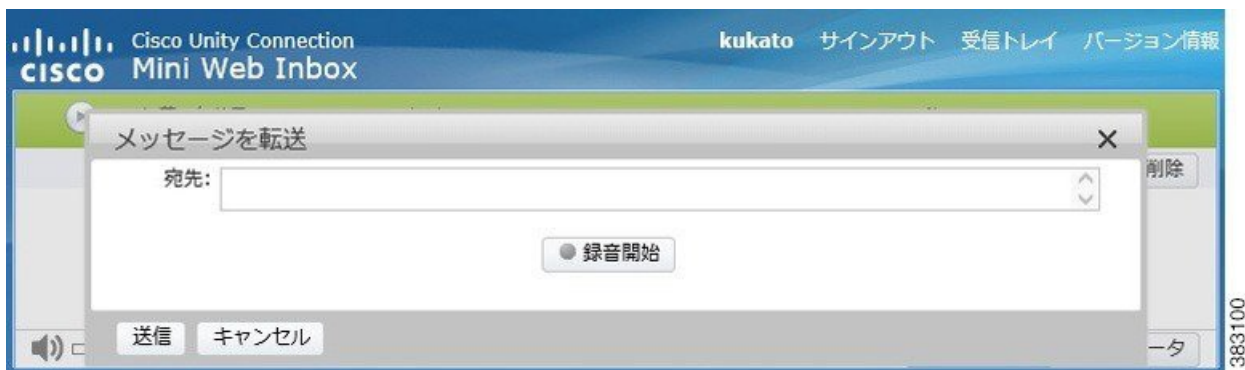 Cisco Unity Connection
kukato サインアウト 受信トレイ バージョン情報
CISCO Mini Web Inbox
メッセージを転送
宛先:
削除
録音開始
送信 キャンセル
ータ
383100